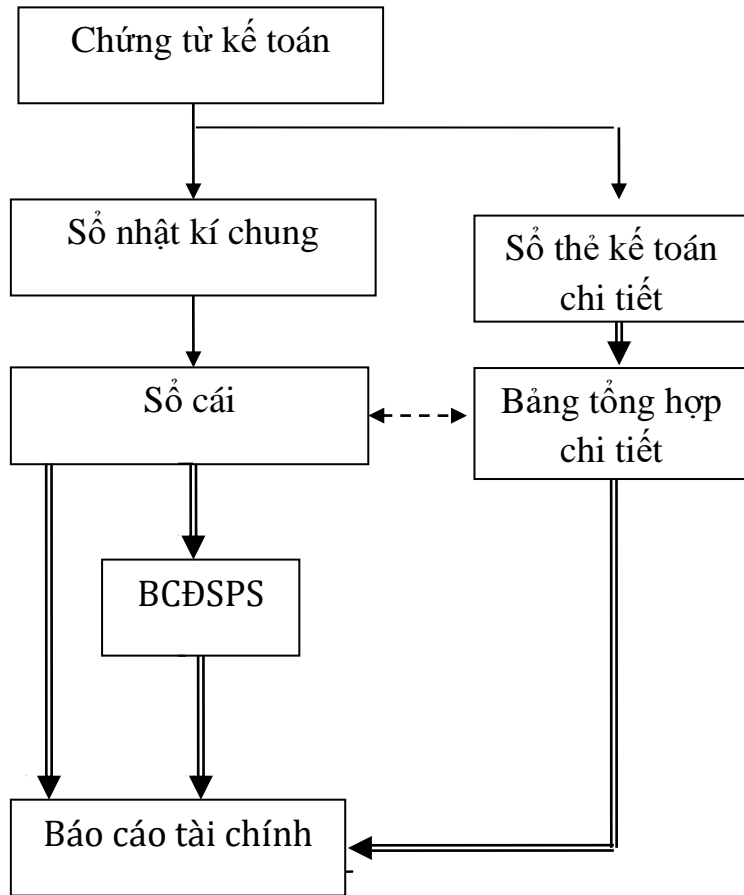 Chứng từ kế toán
Sổ nhật kí chung
Sổ thẻ kế toán
chi tiết
Sổ cái
Bảng tổng hợp
chi tiết
BCĐSPS
Báo cáo tài chính